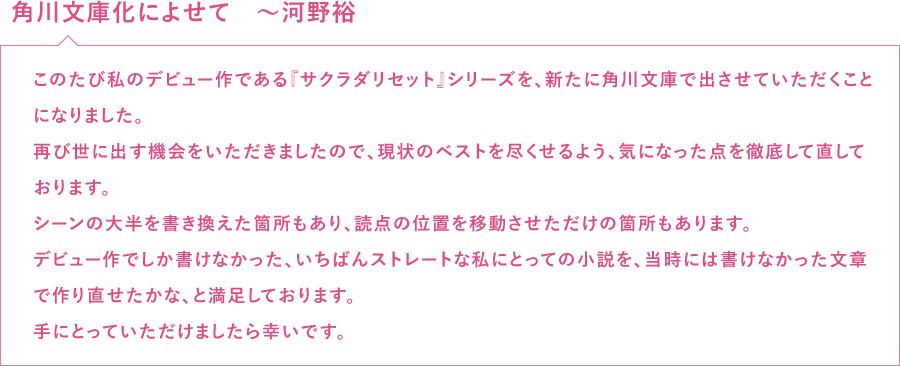 角川文庫化によせて　～河野裕
このたび私のデビュー作である『サクラダリセット』シリーズを、新たに角川文庫で出させていただくこと
になりました。
再び世に出す機会をいただきましたので、現状のベストを尽くせるよう、気になった点を徹底して直して
おります。
シーンの大半を書き換えた箇所もあり、読点の位置を移動させただけの箇所もあります。
デビュー作でしか書けなかった、いちばんストレートな私にとっての小説を、当時には書けなかった文章
で作り直せたかな、と満足しております。
手にとっていただけましたら幸いです。